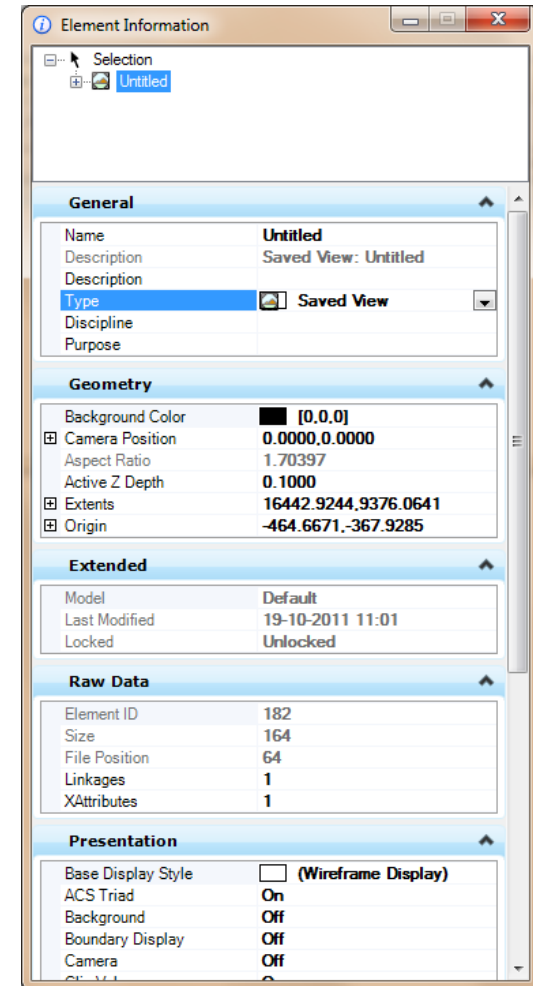 Element Information
Selection
Untitled
General
Name Untitled
Description Saved View: Untitled
Description
Type Saved View
Discipline
Purpose
Geometry
Background Color [0,0,0]
Camera Position 0.0000,0.0000
Aspect Ratio 1.70397
Active Z Depth 0.1000
Extents 16442.9244,9376.0641
Origin -464.6671,-367.9285
Extended
Model Default
Last Modified 19-10-2011 11:01
Locked Unlocked
Raw Data
Element ID 182
Size 164
File Position 64
Linkages 1
XAttributes 1
Presentation
Base Display Style (Wireframe Display)
ACS Triad On
Background Off
Boundary Display Off
Camera Off